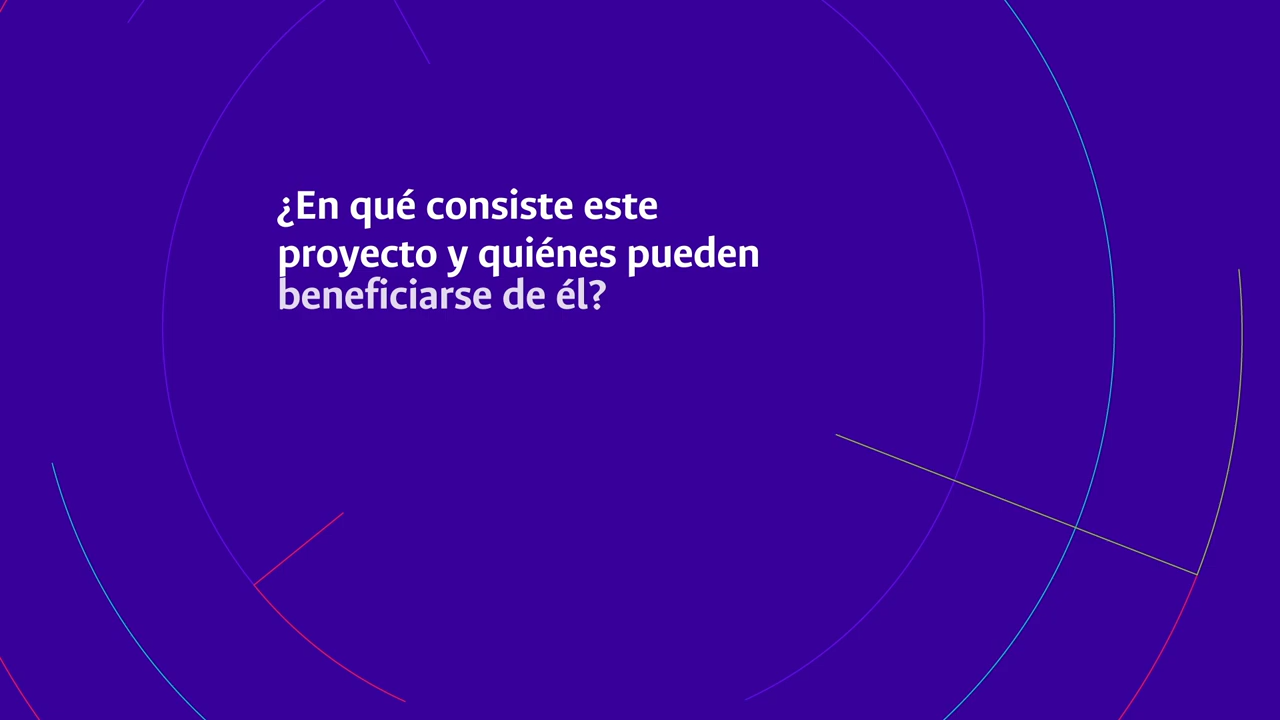 ¿En qué consiste este
proyecto y quiénes pueden
beneficiarse de él?